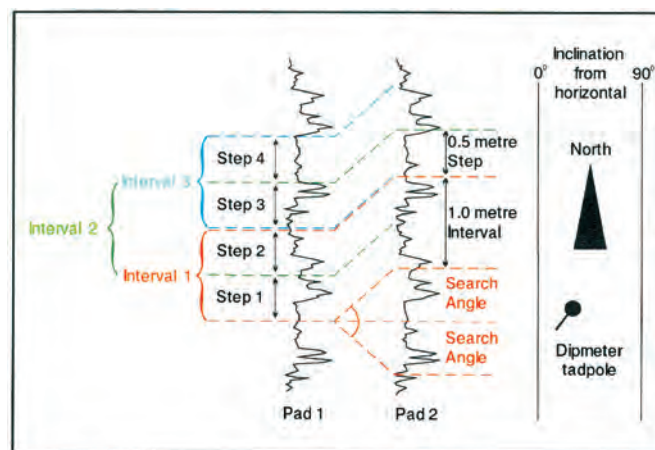 Inclination
from
horizontal
0°
90°
Step 4
0.5 metre
Step
North
Interval 3
Step 3
1.0 metre
Interval
Interval 2
Step 2
Interval 1
Step 1
Search
Angle
Search
Angle
Dipmeter
tadpole
Pad 1
Pad 2